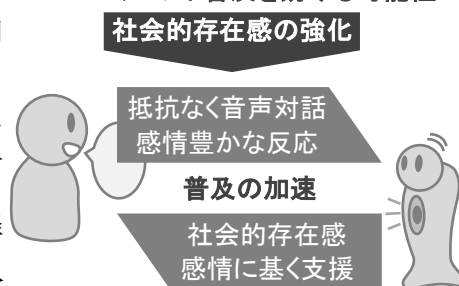 社会的存在感の強化
抵抗なく音声対話
感情豊かな反応
普及の加速
社会的存在感
感情に基く支援